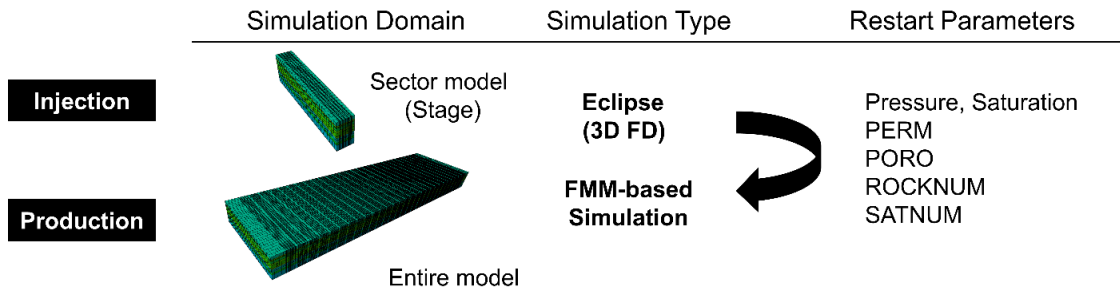 Simulation Domain
Simulation Type
Restart Parameters
Injection
Sector model
(Stage)
Eclipse
(3D FD)
Pressure, Saturation
PERM
PORO
ROCKNUM
SATNUM
Production
FMM-based
Simulation
Entire model